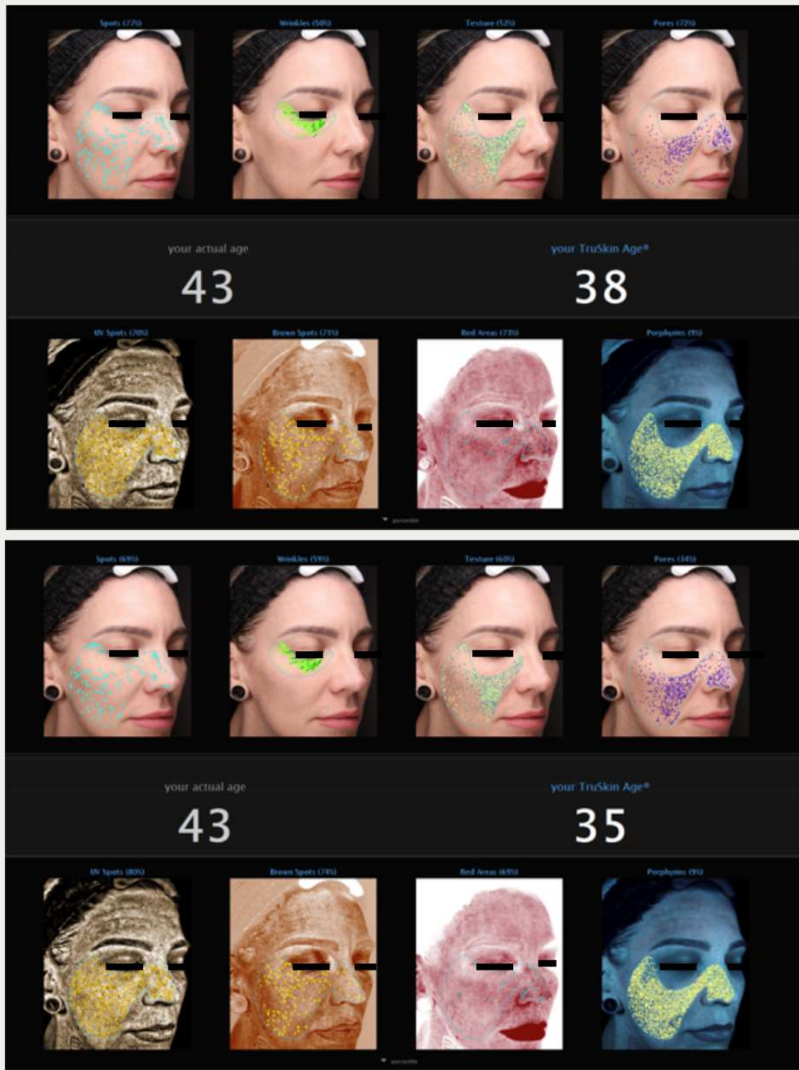 Spots (77%) Wrinkles (50%) Texture (52%) Pores (72%)
your actual age your TruSkin Age®
43 38
UV Spots (70%) Brown Spots (71%) Red Areas (73%) Porphyrins (9%)
percentile
Spots (69%) Wrinkles (59%) Texture (60%) Pores (34%)
your actual age your TruSkin Age®
43 35
UV Spots (80%) Brown Spots (74%) Red Areas (69%) Porphyrins (9%)
percentile